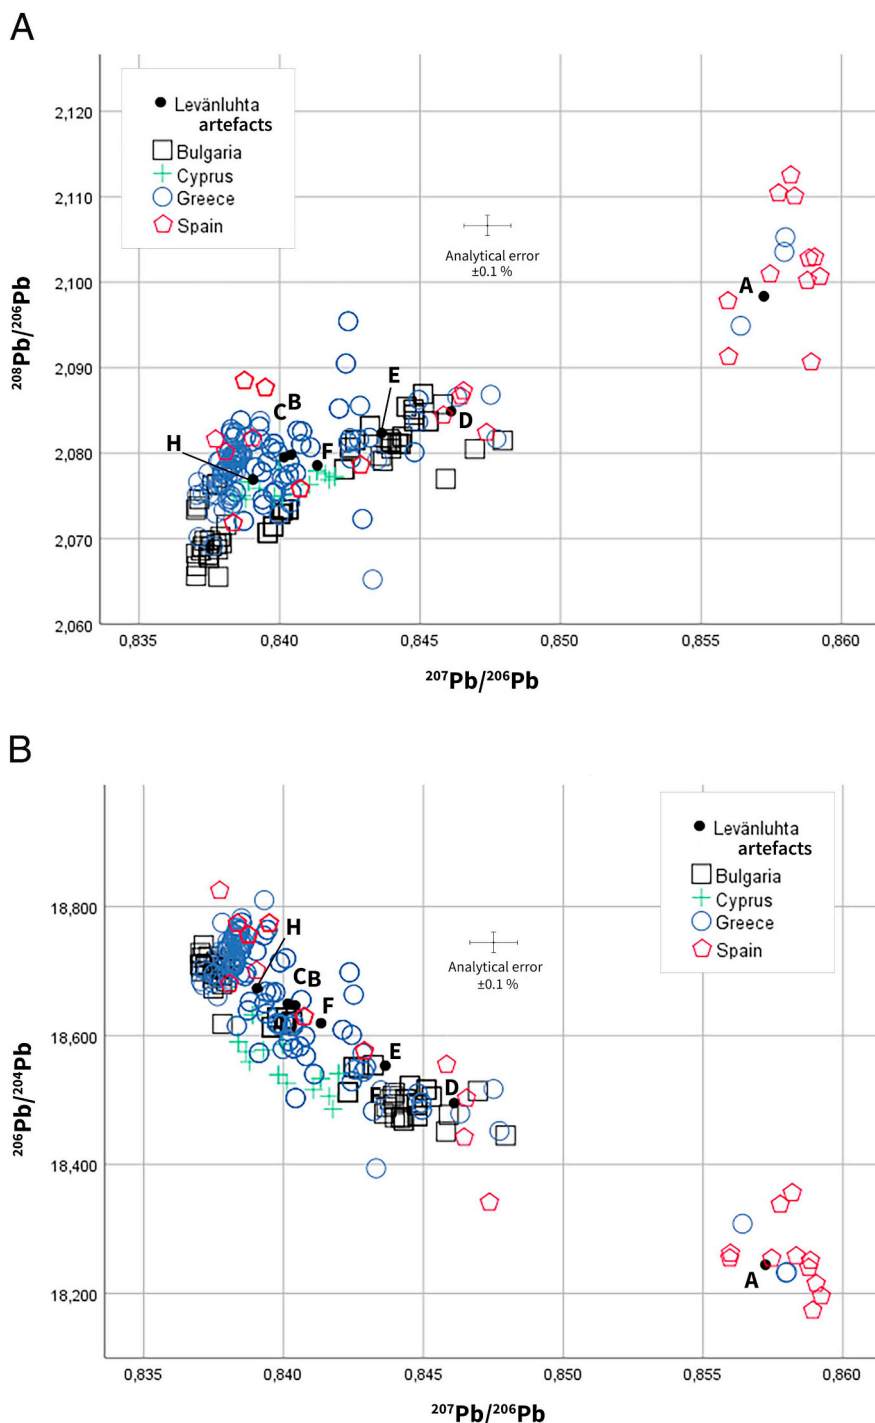 A
Levänluhta
artefacts
Bulgaria
Cyprus
Greece
Spain
Analytical error
±0.1 %
2,120
2,110
2,100
2,090
2,080
2,070
2,060
208Pb/206Pb
A
E
C B
D
H
F
0,835
0,840
0,845
0,850
0,855
0,860
207Pb/206Pb
B
Levänluhta
artefacts
Bulgaria
Cyprus
Greece
Spain
Analytical error
±0.1 %
18,800
18,600
18,400
18,200
206Pb/204Pb
H
C B
F
E
D
F
A
0,835
0,840
0,845
0,850
0,855
0,860
207Pb/206Pb